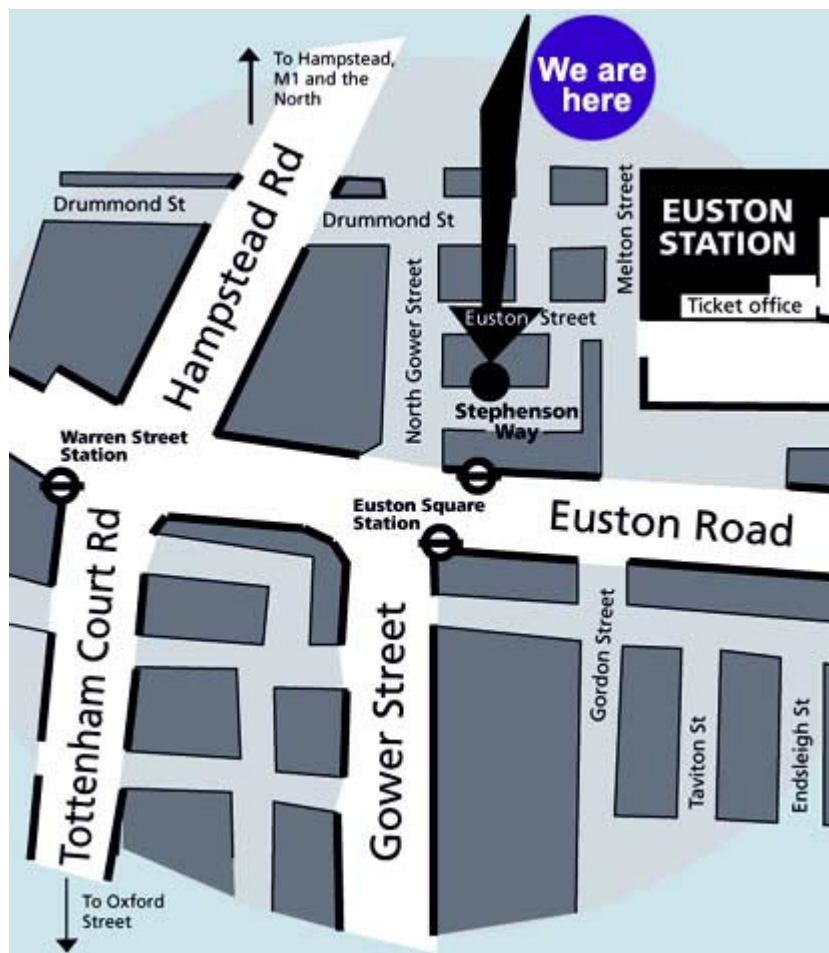 To Hampstead,
M1 and the
North
We are
here
Hampstead Rd
Drummond St
Drummond St
Melton Street
EUSTON
STATION
Ticket office
North Gower Street
Euston Street
Stephenson
Way
Warren Street
Station
Euston Square
Station
Euston Road
Tottenham Court Rd
Gower Street
Gordon Street
Taviton St
Endsleigh St
To Oxford
Street